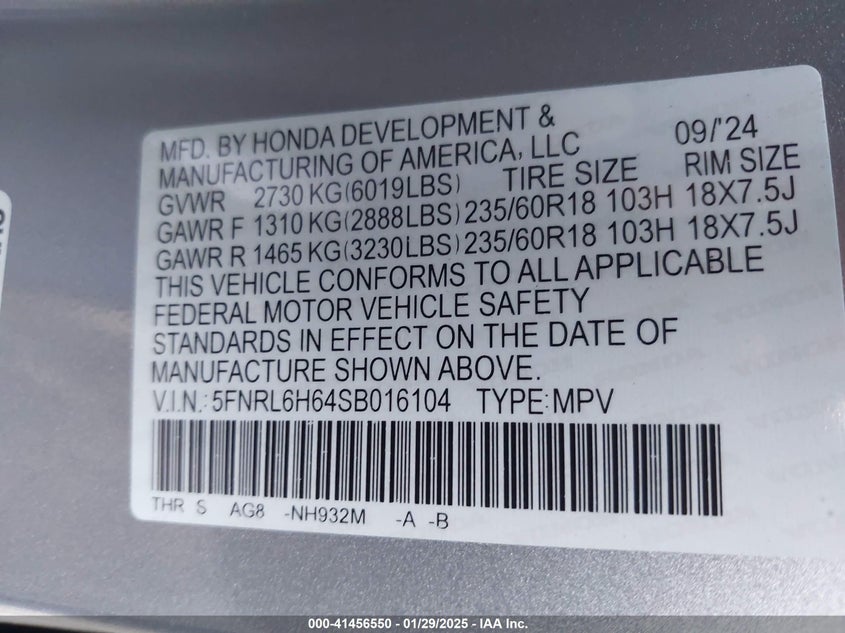 MFD. BY HONDA DEVELOPMENT &
MANUFACTURING OF AMERICA, LLC 09/'24
GVWR 2730 KG(6019LBS) TIRE SIZE RIM SIZE
GAWR F 1310 KG(2888LBS) 235/60R18 103H 18X7.5J
GAWR R 1465 KG(3230LBS) 235/60R18 103H 18X7.5J
THIS VEHICLE CONFORMS TO ALL APPLICABLE
FEDERAL MOTOR VEHICLE SAFETY
STANDARDS IN EFFECT ON THE DATE OF
MANUFACTURE SHOWN ABOVE.
V.I.N.: 5FNRL6H64SB016104 TYPE:MPV
THR S AG8 -NH932M -A -B
000-41456550 - 01/29/2025 - IAA Inc.